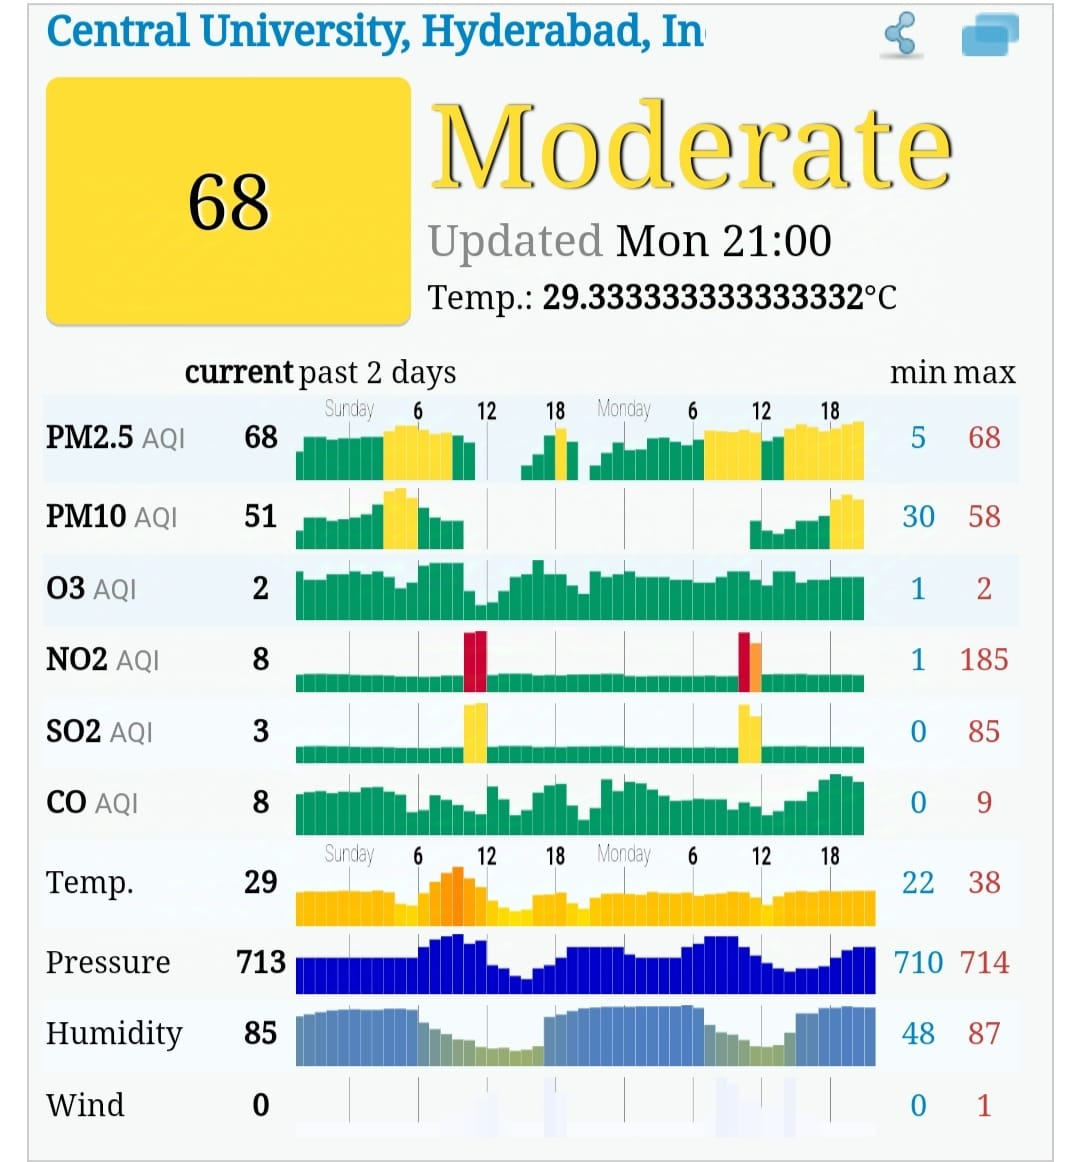 Central University, Hyderabad, In
68
Moderate
Updated Mon 21:00
Temp.: 29.333333333333332°C
current past 2 days min max
Sunday 6 12 18 Monday 6 12 18
PM2.5 AQI 68 5 68
PM10 AQI 51 30 58
O3 AQI 2 1 2
NO2 AQI 8 1 185
SO2 AQI 3 0 85
CO AQI 8 0 9
Sunday 6 12 18 Monday 6 12 18
Temp. 29 22 38
Pressure 713 710 714
Humidity 85 48 87
Wind 0 0 1